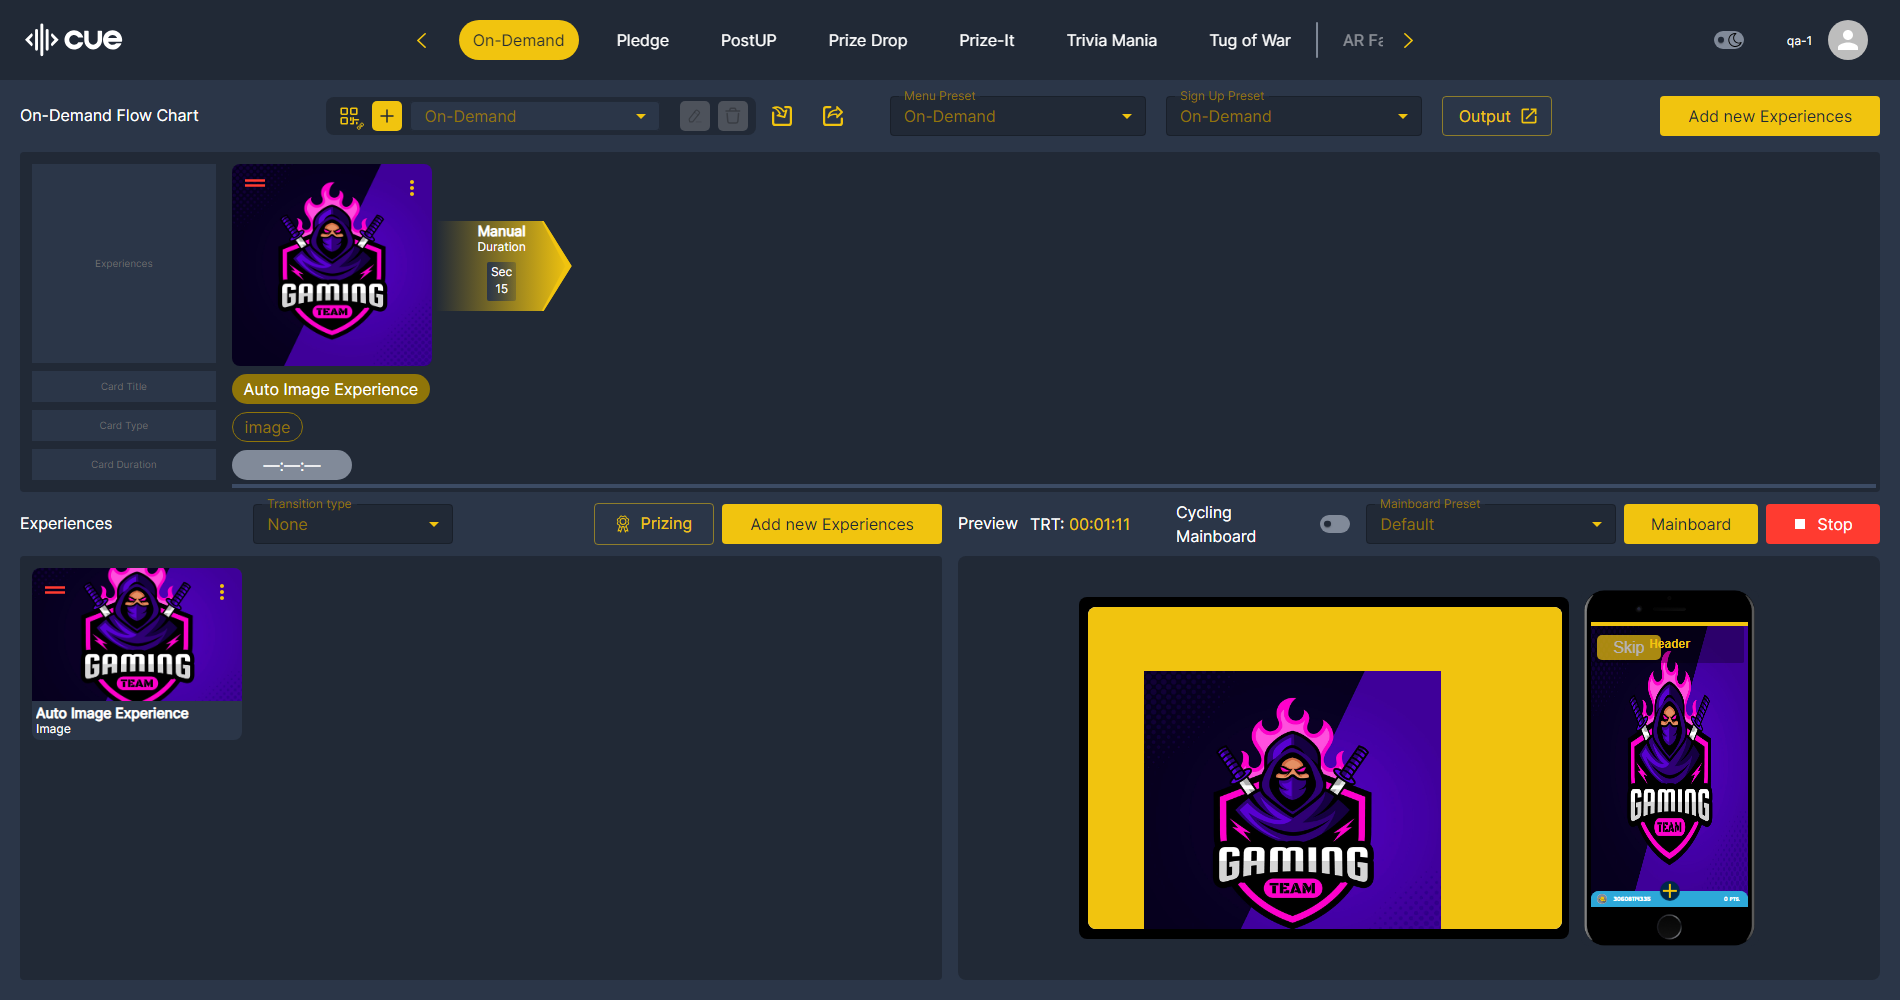 cue
On-Demand
Pledge
PostUP
Prize Drop
Prize-It
Trivia Mania
Tug of War
AR Fa
qa-1
On-Demand Flow Chart
On-Demand
Menu Preset
On-Demand
Sign Up Preset
On-Demand
Output
Add new Experiences
Experiences
Card Title
Card Type
Card Duration
GAMING
TEAM
Manual
Duration
Sec
15
Auto Image Experience
image
—:—:—
Experiences
Transition type
None
Prizing
Add new Experiences
Preview
TRT: 00:01:11
Cycling
Mainboard
Mainboard Preset
Default
Mainboard
Stop
GAMING
TEAM
Auto Image Experience
Image
GAMING
TEAM
Skip
Header
GAMING
TEAM
0 PTS.